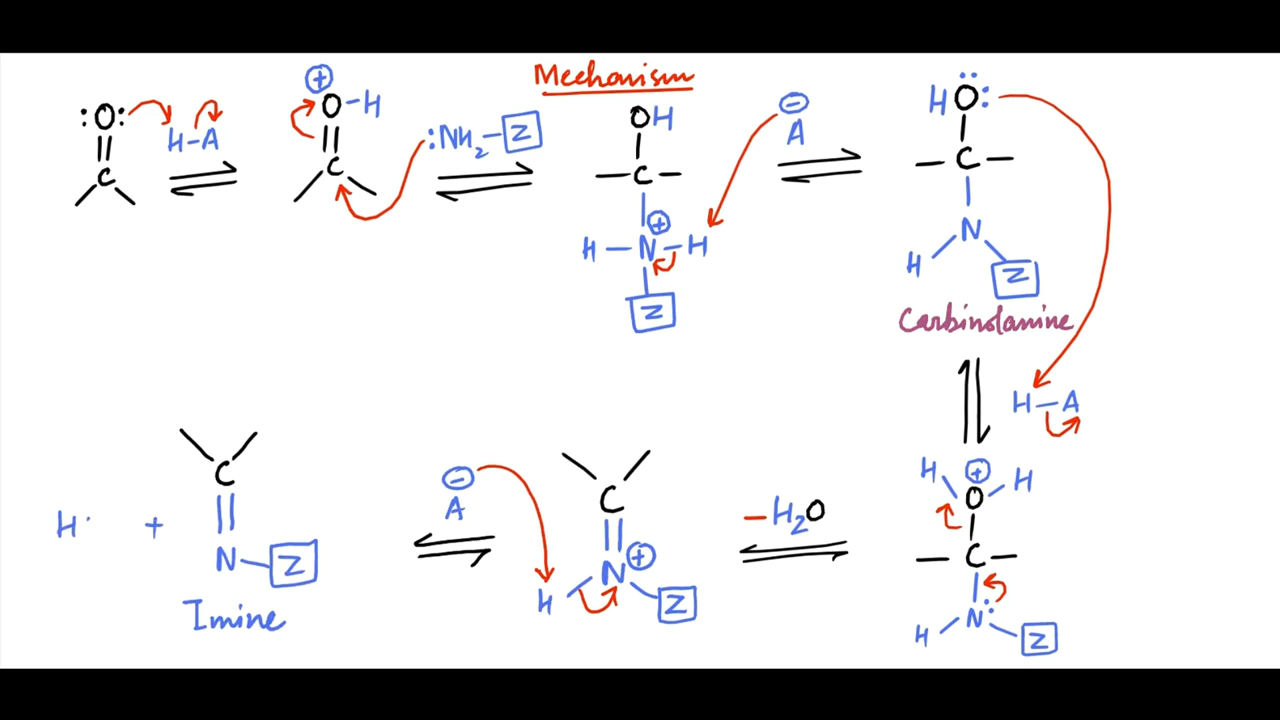 Mechanism
:O: H-A C
⊕ O-H C :NH2-Z
OH C H-N⊕-H Z
⊖ A
HO: C N H Z
Carbinolamine
H-A
H ⊕ O H C N: H Z
-H2O
C N⊕ H Z
⊖ A
H· + C N-Z
Imine